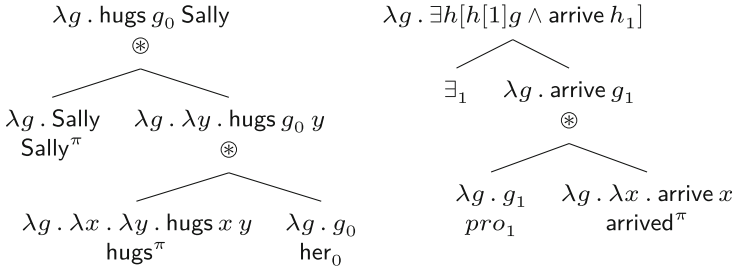 λg . hugs g₀ Sally
⊛
λg . Sally
Sally^π
λg . λy . hugs g₀ y
⊛
λg . λx . λy . hugs x y
hugs^π
λg . g₀
her₀
λg . ∃h[h[1]g ∧ arrive h₁]
∃₁
λg . arrive g₁
⊛
λg . g₁
pro₁
λg . λx . arrive x
arrived^π